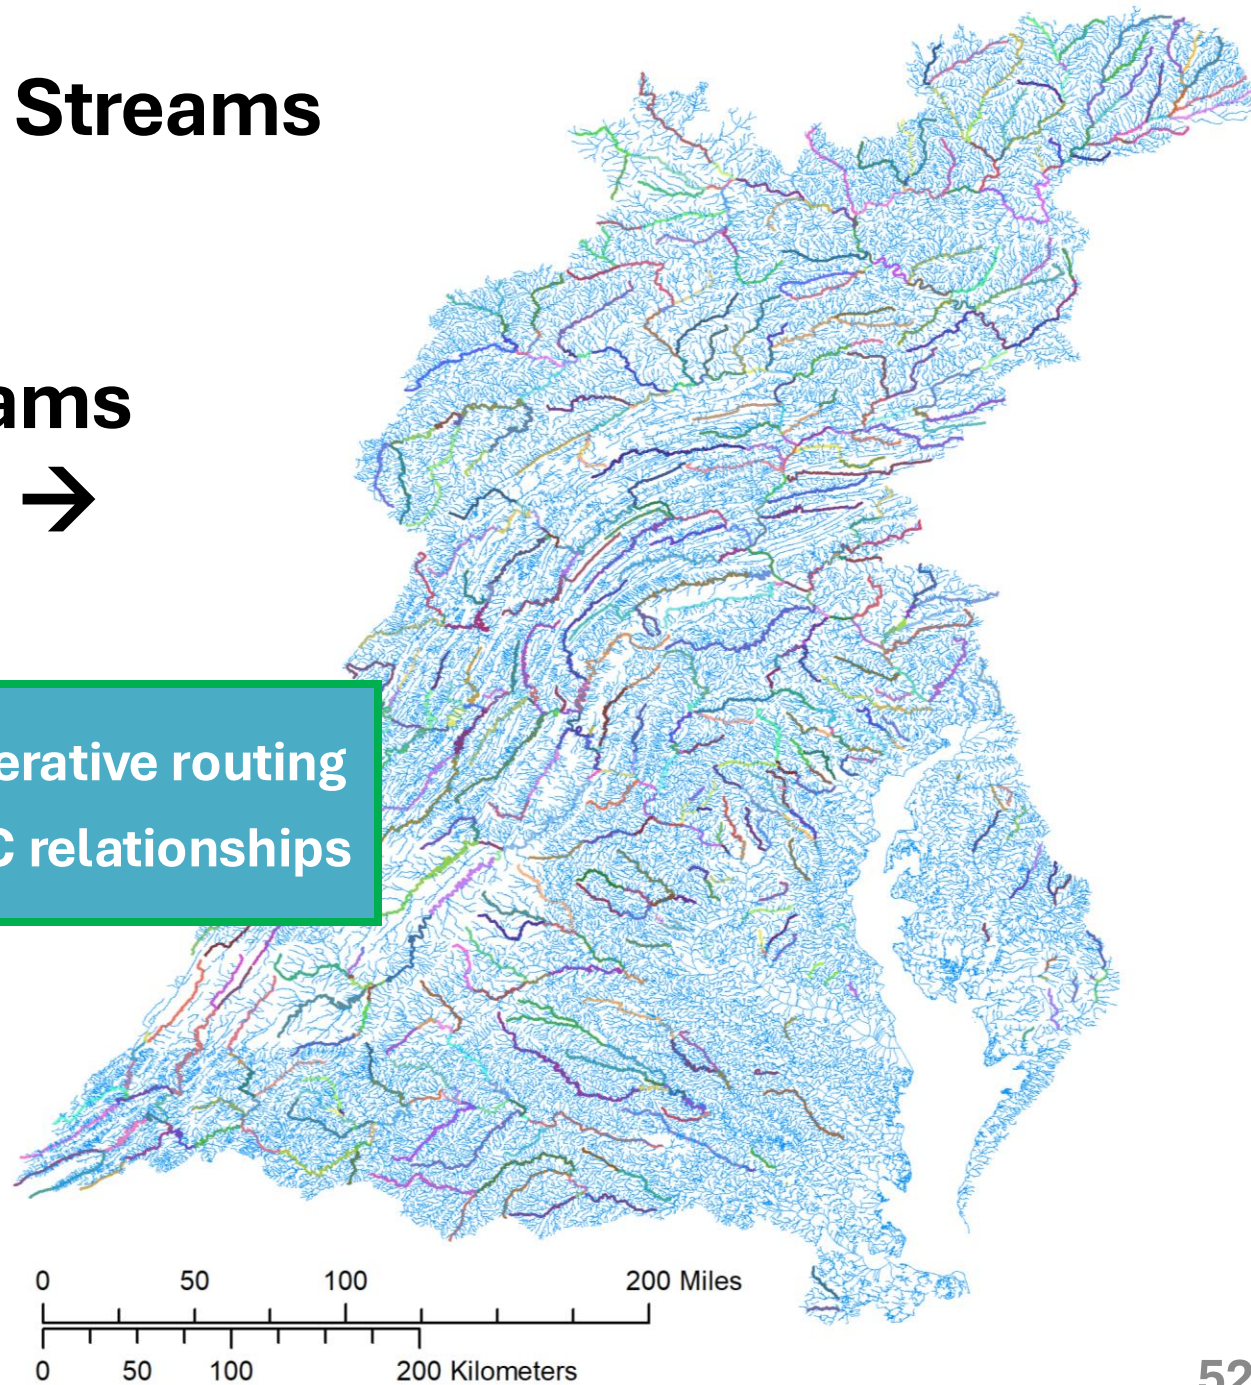 Streams
ams
→
erative routing
C relationships
0 50 100 200 Miles
0 50 100 200 Kilometers
52